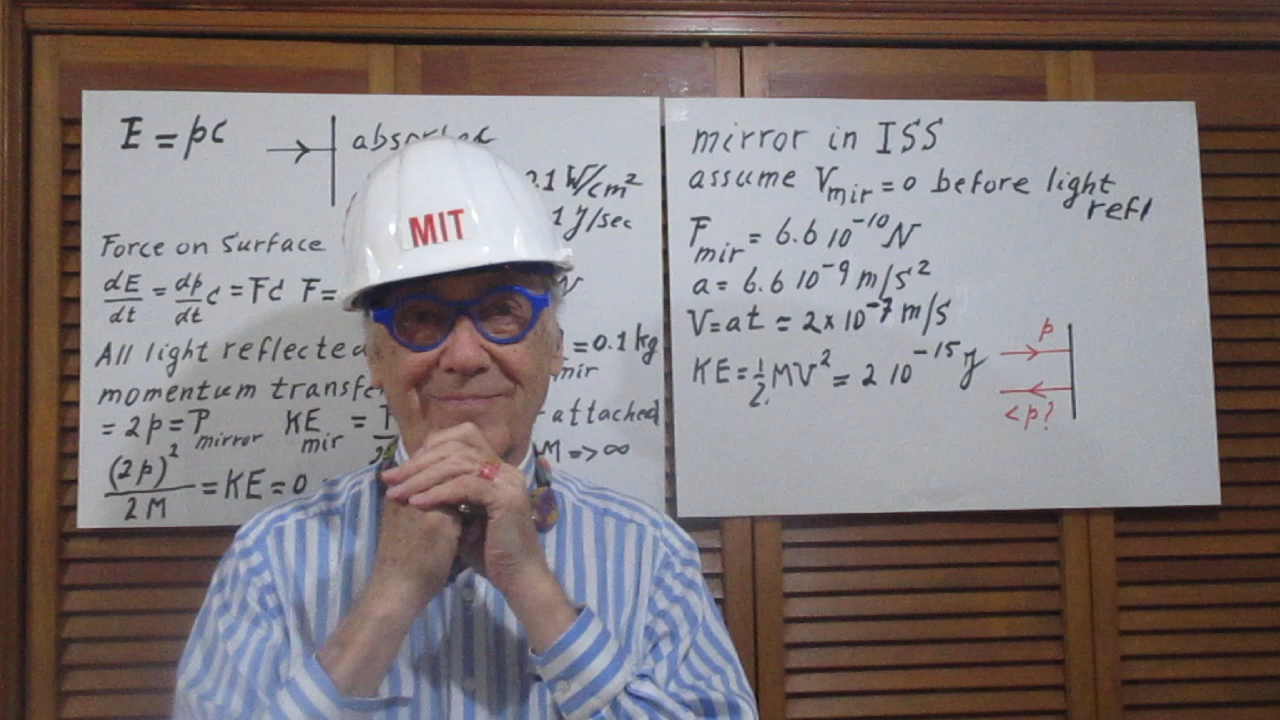 E = pc
absorbed
0.1 W/cm²
1 J/sec
Force on Surface
dE/dt = dp/dt c = Fc F =
N
All light reflected
= 0.1 kg
mir
momentum transfe
= 2p = P mirror KE mir =
attached
(2p)²/2M = KE = 0
M => ∞
MIT
mirror in ISS
assume V mir = 0 before light
refl
F mir = 6.6 10⁻¹⁰ N
a = 6.6 10⁻⁹ m/s²
V = at = 2 x 10⁻⁷ m/s
KE = ½ MV² = 2 10⁻¹⁵ J
p
< p?